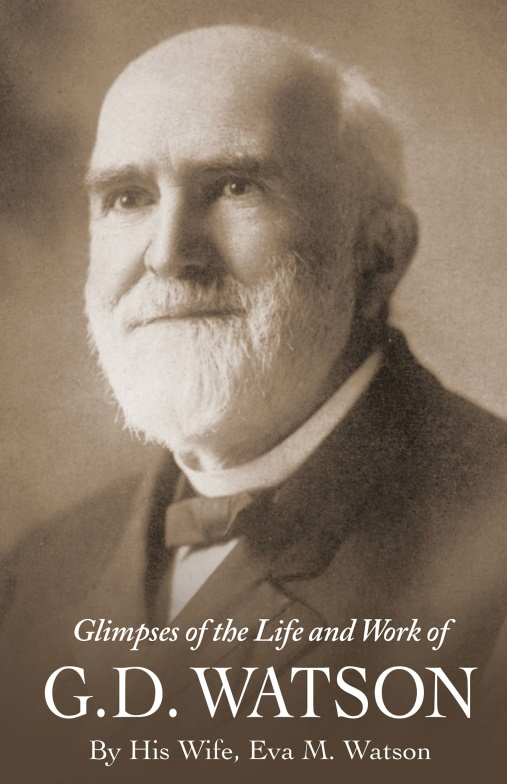 Glimpses of the Life and Work of
G.D. WATSON
By His Wife, Eva M. Watson